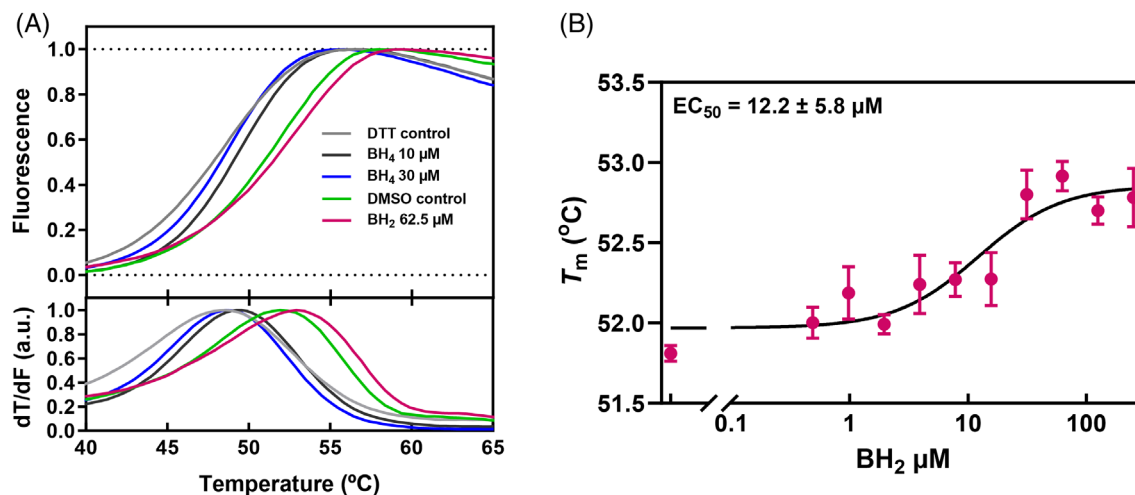 (A)
Fluorescence
1.0
0.8
0.6
0.4
0.2
0.0
DTT control
BH₄ 10 µM
BH₄ 30 µM
DMSO control
BH₂ 62.5 µM
dT/dF (a.u.)
1.0
0.8
0.6
0.4
0.2
0.0
40 45 50 55 60 65
Temperature (ºC)
(B)
EC₅₀ = 12.2 ± 5.8 µM
Tₘ (ºC)
53.5
53.0
52.5
52.0
51.5
0.1 1 10 100
BH₂ µM